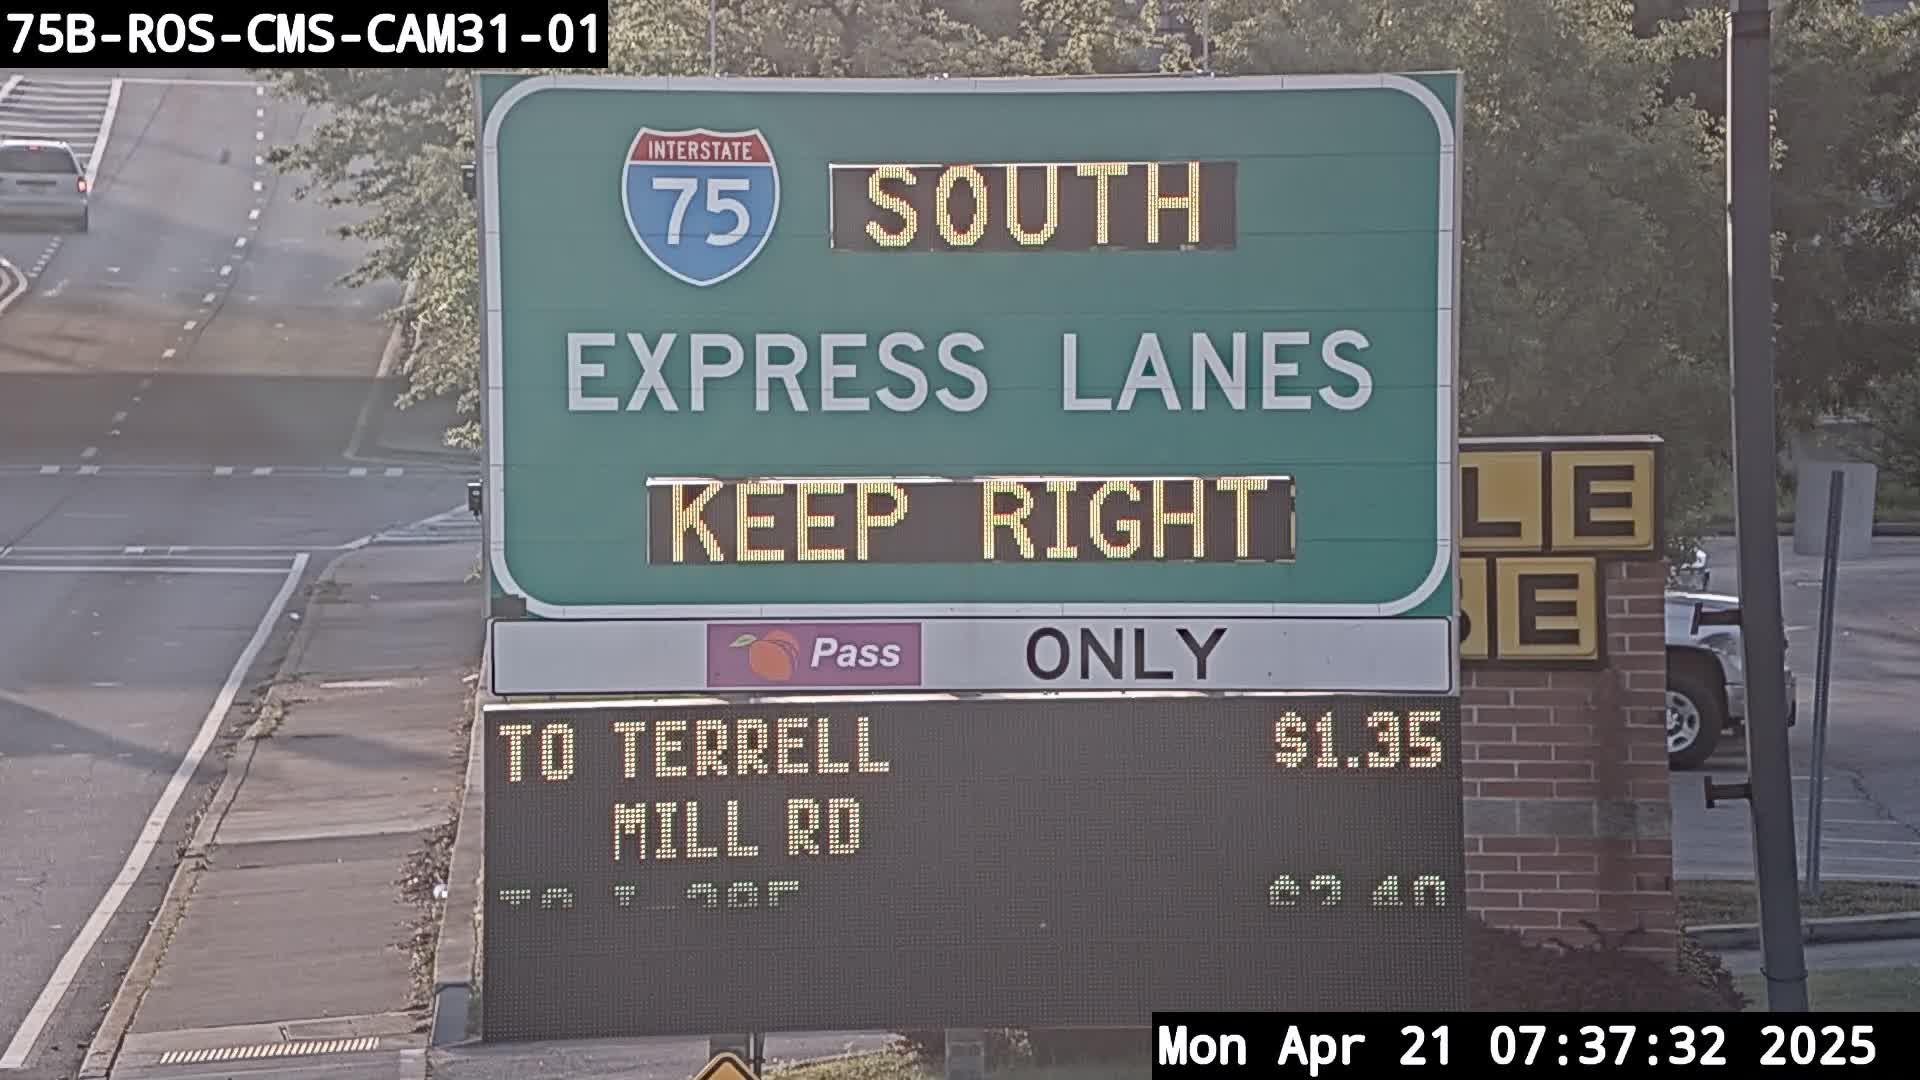 75B-ROS-CMS-CAM31-01
INTERSTATE
75
SOUTH
EXPRESS LANES
KEEP RIGHT
LE
E
Pass ONLY
TO TERRELL $1.35
MILL RD
Mon Apr 21 07:37:32 2025